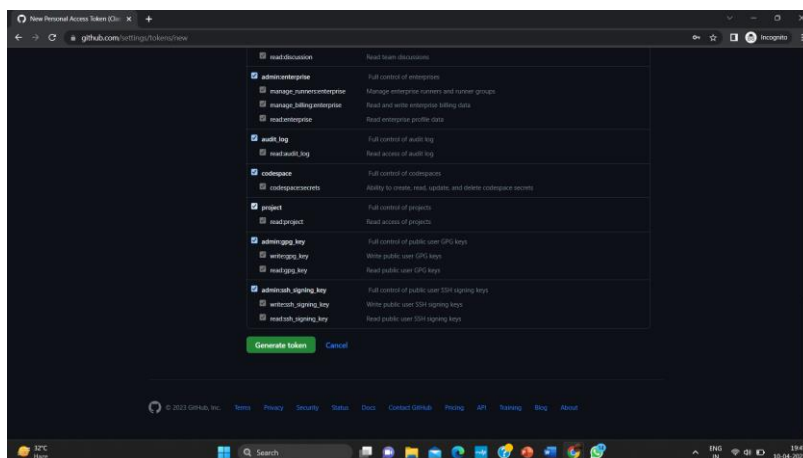 New Personal Access Token (Cla
github.com/settings/tokens/new
Incognito
read:discussion Read team discussions
admin:enterprise Full control of enterprises
manage_runners:enterprise Manage enterprise runners and runner groups
manage_billing:enterprise Read and write enterprise billing data
read:enterprise Read enterprise profile data
audit_log Full control of audit log
read:audit_log Read access of audit log
codespace Full control of codespaces
codespace:secrets Ability to create, read, update, and delete codespace secrets
project Full control of projects
read:project Read access of projects
admin:gpg_key Full control of public user GPG keys
write:gpg_key Write public user GPG keys
read:gpg_key Read public user GPG keys
admin:ssh_signing_key Full control of public user SSH signing keys
write:ssh_signing_key Write public user SSH signing keys
read:ssh_signing_key Read public user SSH signing keys
Generate token Cancel
© 2023 GitHub, Inc. Terms Privacy Security Status Docs Contact GitHub Pricing API Training Blog About
32°C
Haze
Search
ENG
IN
19:4
10-04-202